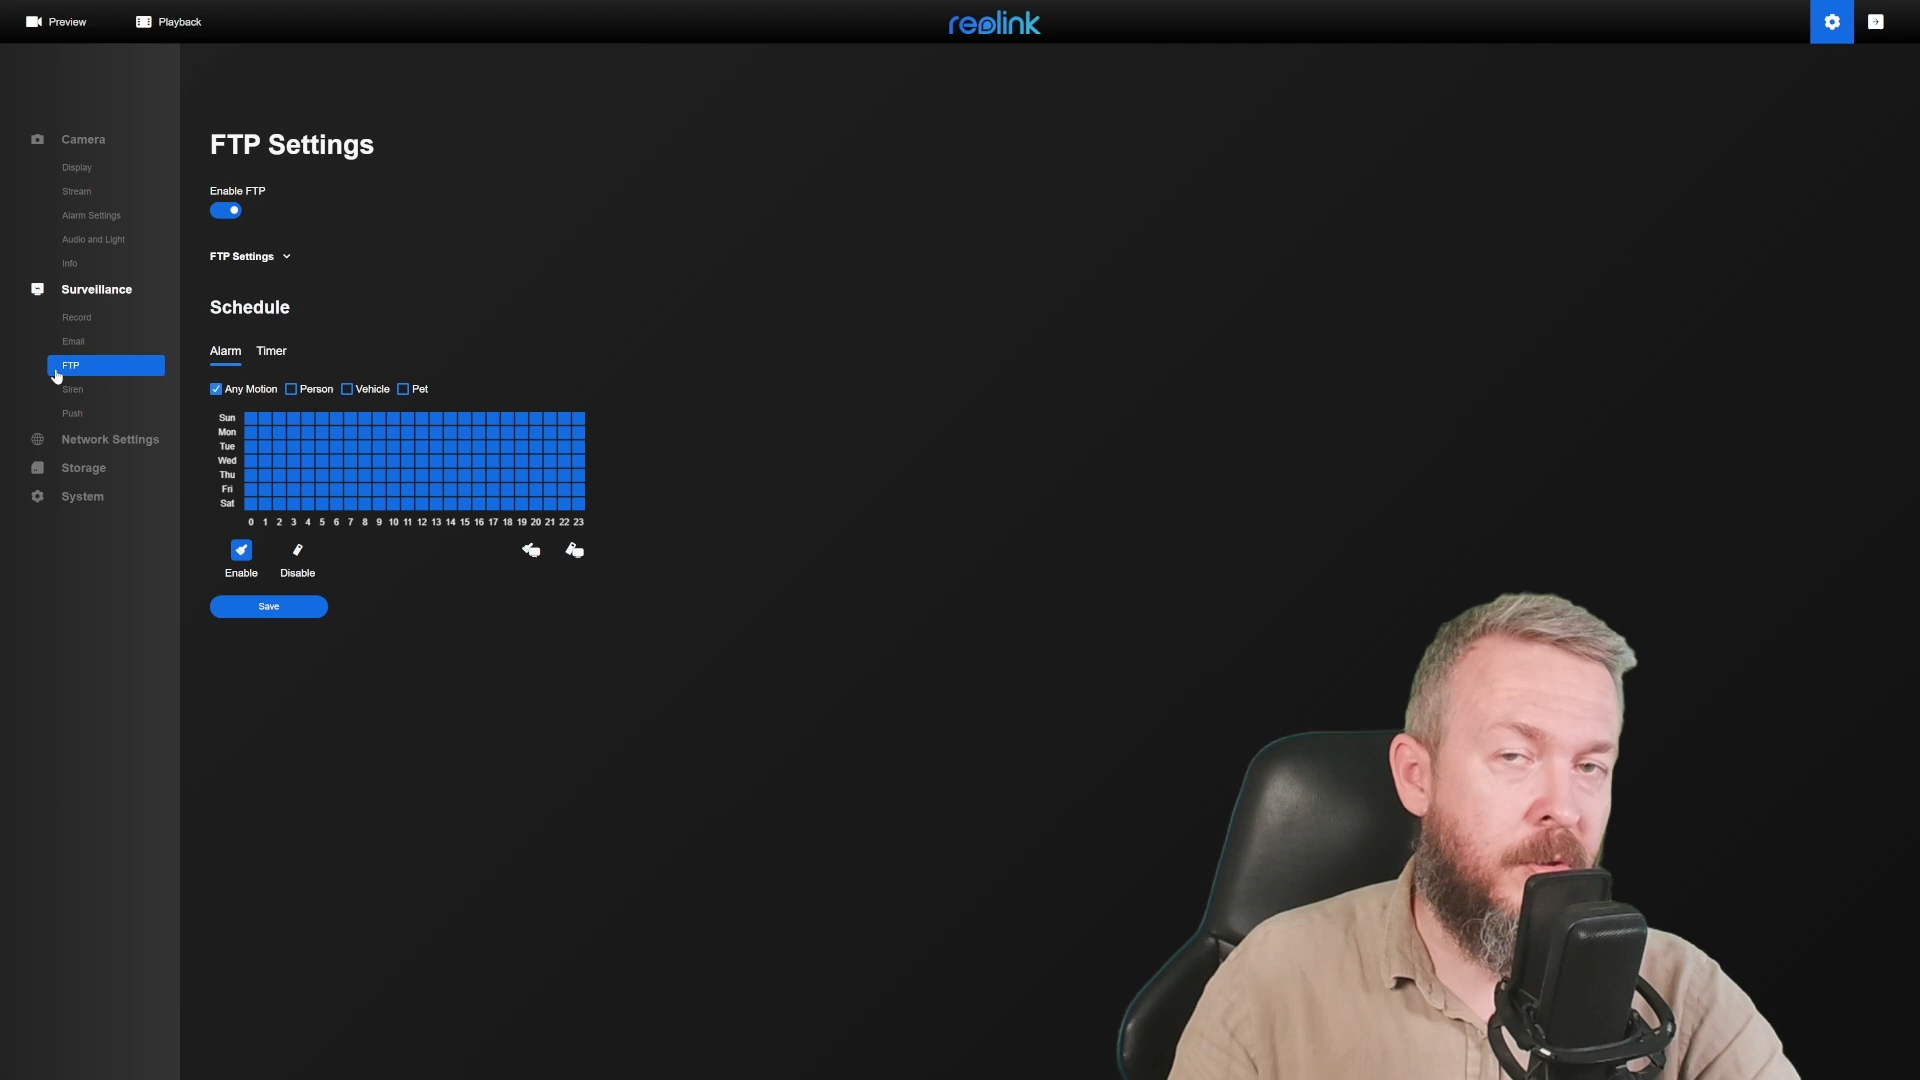 Preview
Playback
reolink
Camera
Display
Stream
Alarm Settings
Audio and Light
Info
Surveillance
Record
Email
FTP
Siren
Push
Network Settings
Storage
System
FTP Settings
Enable FTP
FTP Settings
Schedule
Alarm Timer
Any Motion Person Vehicle Pet
Sun
Mon
Tue
Wed
Thu
Fri
Sat
0 1 2 3 4 5 6 7 8 9 10 11 12 13 14 15 16 17 18 19 20 21 22 23
Enable Disable
Save